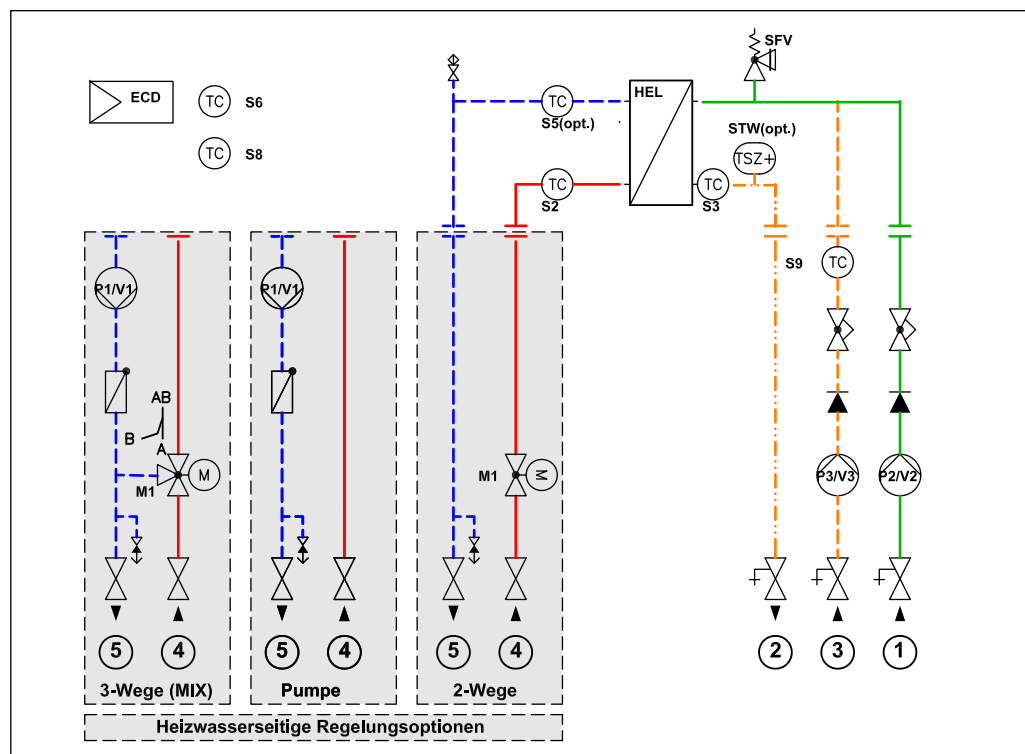 SFV
ECD
TC
S6
TC
S5(opt.)
HEL
STW(opt.)
TSZ+
TC
S8
TC
S2
TC
S3
S9
TC
P1/V1
P1/V1
AB
B
A
M1
M
M1
M
P3/V3
P2/V2
5
4
5
4
5
4
2
3
1
3-Wege (MIX)
Pumpe
2-Wege
Heizwasserseitige Regelungsoptionen